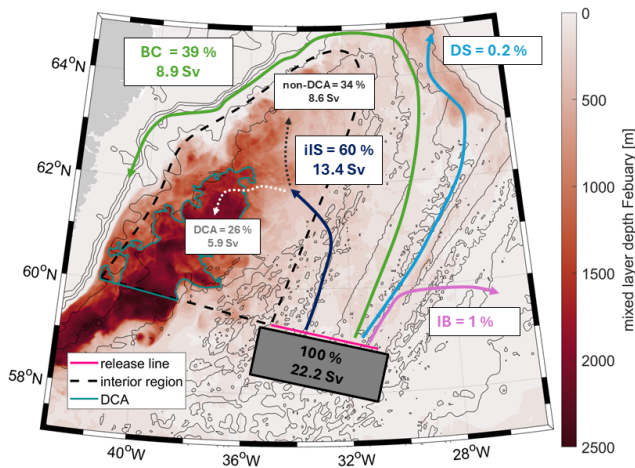 64°N
62°N
60°N
58°N
40°W
36°W
32°W
28°W
BC = 39 %
8.9 Sv
DS = 0.2 %
non-DCA = 34 %
8.6 Sv
iIS = 60 %
13.4 Sv
DCA = 26 %
5.9 Sv
IB = 1 %
100 %
22.2 Sv
release line
interior region
DCA
0
500
1000
1500
2000
2500
mixed layer depth Febuary [m]